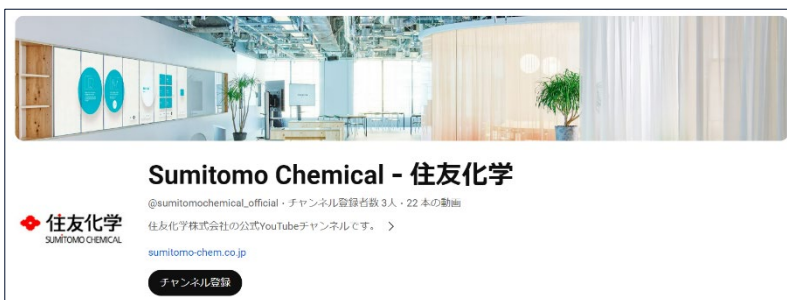 Sumitomo Chemical - 住友化学
@sumitomochemical_official・チャンネル登録者数 3人・22 本の動画
住友化学
SUMITOMO CHEMICAL
住友化学株式会社の公式YouTubeチャンネルです。 >
sumitomo-chem.co.jp
チャンネル登録